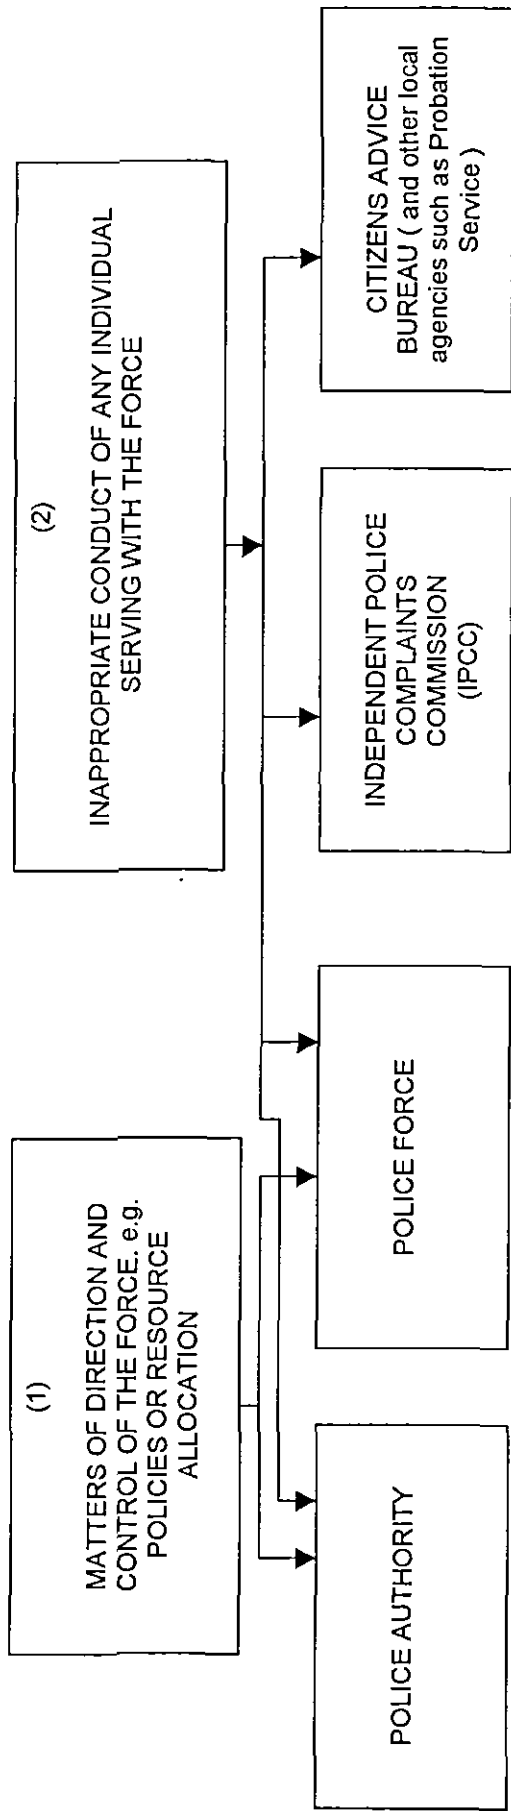 (1)
MATTERS OF DIRECTION AND
CONTROL OF THE FORCE. e.g.
POLICIES OR RESOURCE
ALLOCATION
(2)
INAPPROPRIATE CONDUCT OF ANY INDIVIDUAL
SERVING WITH THE FORCE
POLICE AUTHORITY
POLICE FORCE
INDEPENDENT POLICE
COMPLAINTS
COMMISSION
(IPCC)
CITIZENS ADVICE
BUREAU ( and other local
agencies such as Probation
Service )